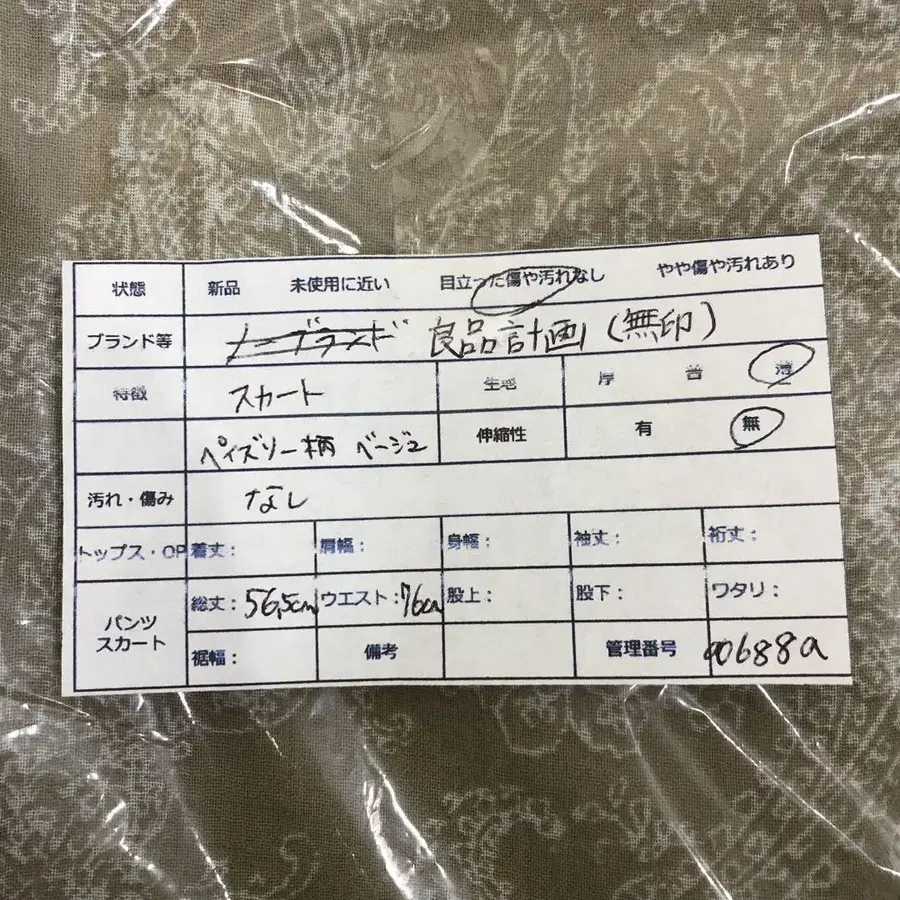 状態 新品 未使用に近い 目立った傷や汚れなし やや傷や汚れあり
ブランド等 ノーブランド 良品計画(無印)
特徴 スカート 生地 厚 普 薄
ペイズリー柄 ベージュ 伸縮性 有 無
汚れ・傷み なし
トップス・OP 着丈: 肩幅: 身幅: 袖丈: 裄丈:
パンツ スカート 総丈:56.5cm ウエスト:76cm 股上: 股下: ワタリ:
裾幅: 備考 管理番号 a0688a